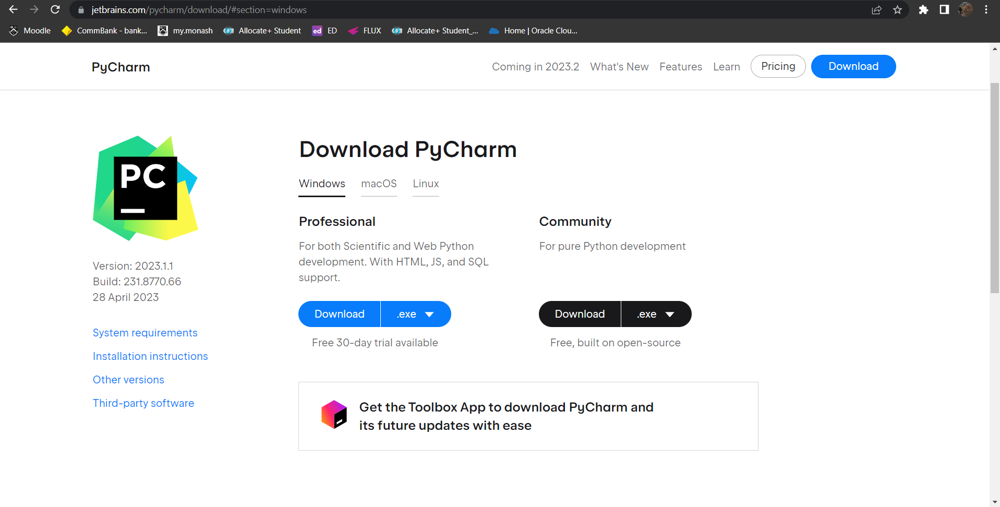 jetbrains.com/pycharm/download/#section=windows
Moodle CommBank - bank... my.monash Allocate+ Student ed ED FLUX Allocate+ Student_... Home | Oracle Clou...
PyCharm Coming in 2023.2 What's New Features Learn Pricing Download
PC
Version: 2023.1.1
Build: 231.8770.66
28 April 2023
System requirements
Installation instructions
Other versions
Third-party software
Download PyCharm
Windows macOS Linux
Professional
For both Scientific and Web Python
development. With HTML, JS, and SQL
support.
Download .exe
Free 30-day trial available
Community
For pure Python development
Download .exe
Free, built on open-source
Get the Toolbox App to download PyCharm and
its future updates with ease